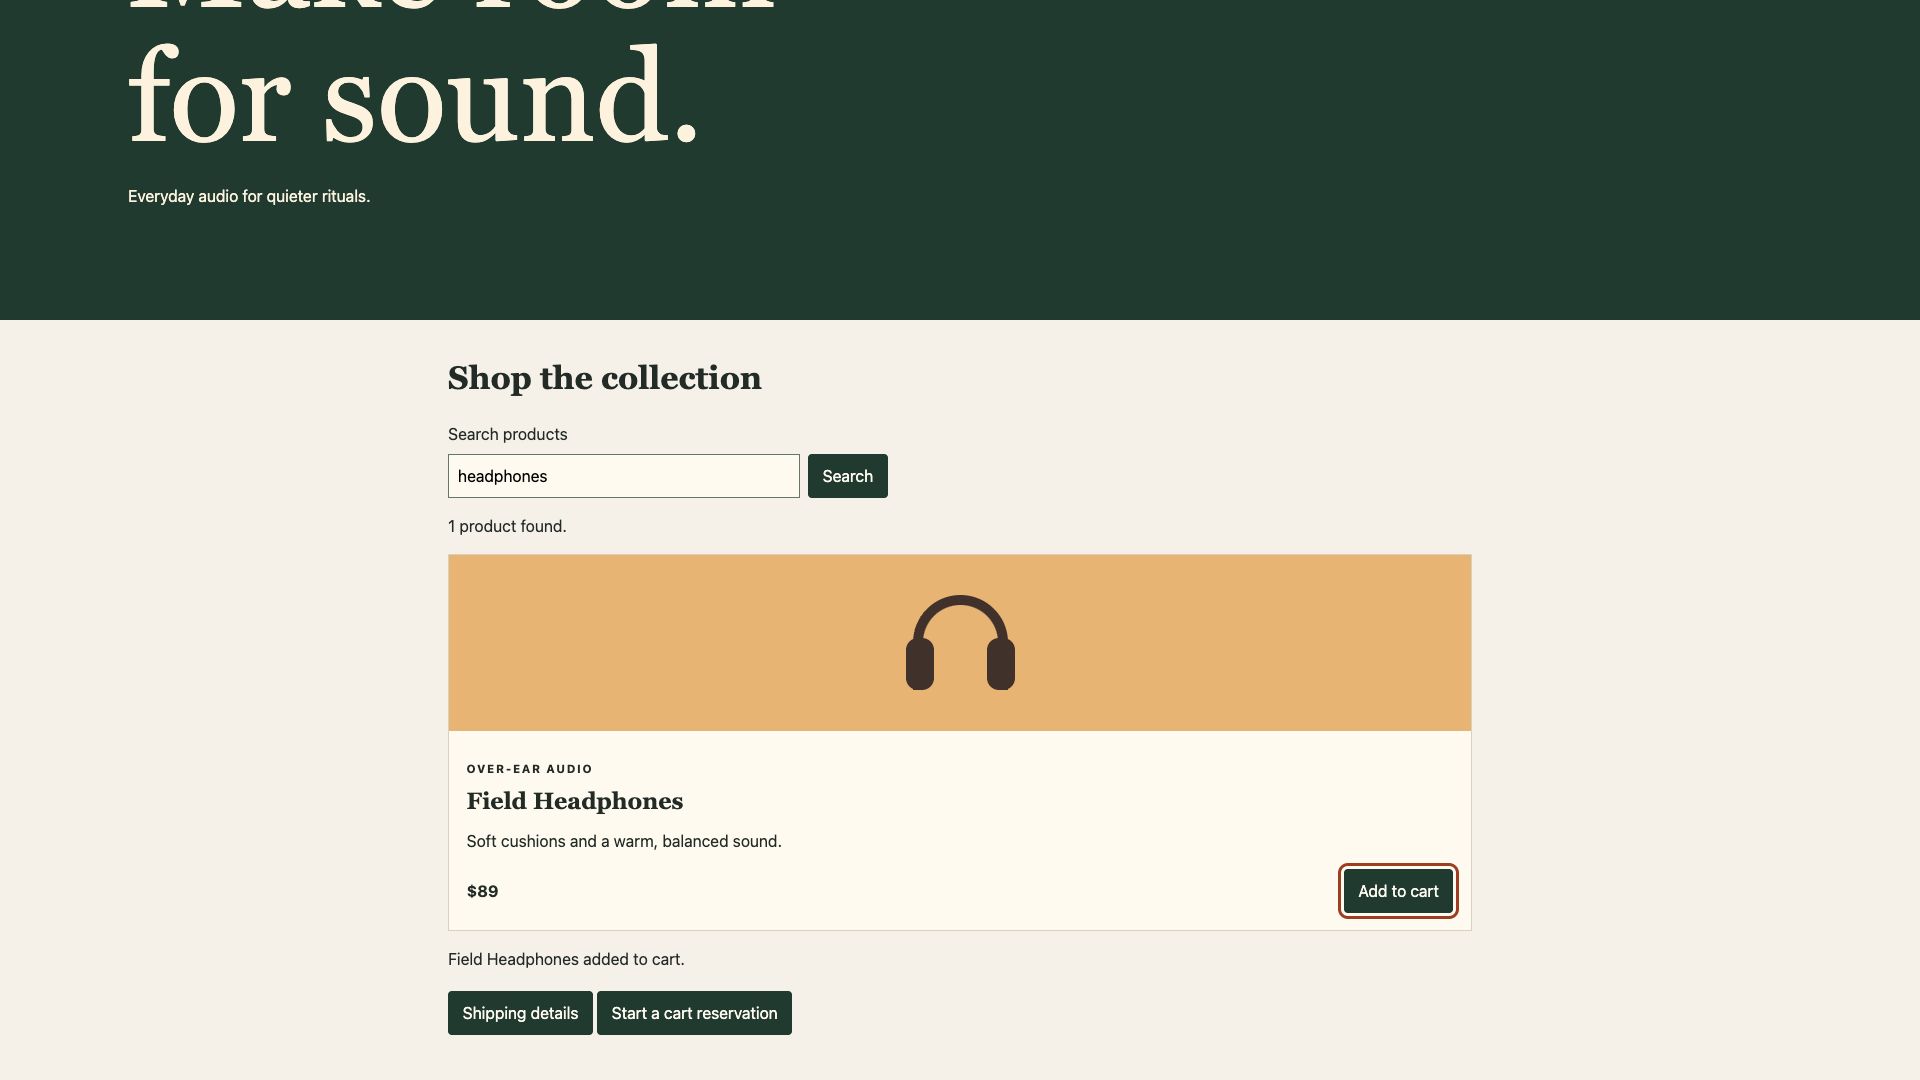 Make room
for sound.
Everyday audio for quieter rituals.
Shop the collection
Search products
headphones
Search
1 product found.
OVER-EAR AUDIO
Field Headphones
Soft cushions and a warm, balanced sound.
$89
Add to cart
Field Headphones added to cart.
Shipping details
Start a cart reservation